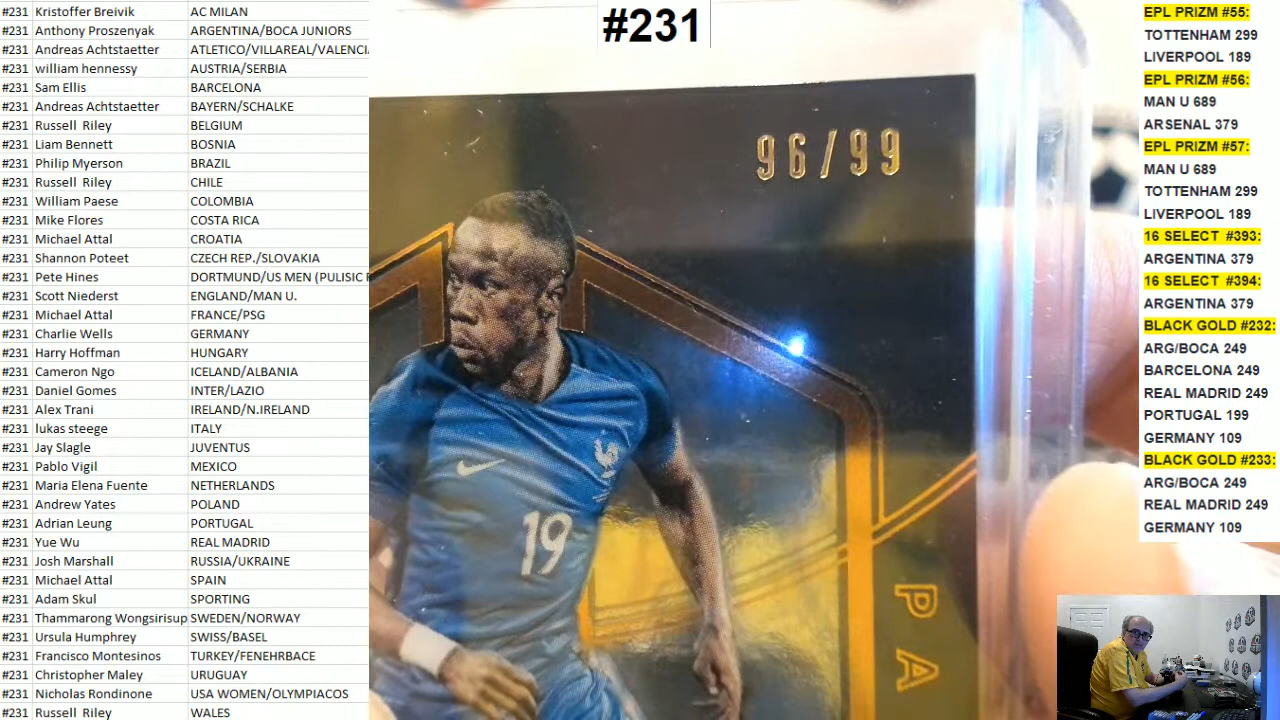 #231 Kristoffer Breivik AC MILAN
#231 Anthony Proszenyak ARGENTINA/BOCA JUNIORS
#231 Andreas Achtstaetter ATLETICO/VILLAREAL/VALENCI
#231 william hennessy AUSTRIA/SERBIA
#231 Sam Ellis BARCELONA
#231 Andreas Achtstaetter BAYERN/SCHALKE
#231 Russell Riley BELGIUM
#231 Liam Bennett BOSNIA
#231 Philip Myerson BRAZIL
#231 Russell Riley CHILE
#231 William Paese COLOMBIA
#231 Mike Flores COSTA RICA
#231 Michael Attal CROATIA
#231 Shannon Poteet CZECH REP./SLOVAKIA
#231 Pete Hines DORTMUND/US MEN (PULISIC
#231 Scott Niederst ENGLAND/MAN U.
#231 Michael Attal FRANCE/PSG
#231 Charlie Wells GERMANY
#231 Harry Hoffman HUNGARY
#231 Cameron Ngo ICELAND/ALBANIA
#231 Daniel Gomes INTER/LAZIO
#231 Alex Trani IRELAND/N.IRELAND
#231 lukas steege ITALY
#231 Jay Slagle JUVENTUS
#231 Pablo Vigil MEXICO
#231 Maria Elena Fuente NETHERLANDS
#231 Andrew Yates POLAND
#231 Adrian Leung PORTUGAL
#231 Yue Wu REAL MADRID
#231 Josh Marshall RUSSIA/UKRAINE
#231 Michael Attal SPAIN
#231 Adam Skul SPORTING
#231 Thammarong Wongsirisup SWEDEN/NORWAY
#231 Ursula Humphrey SWISS/BASEL
#231 Francisco Montesinos TURKEY/FENEHRBACE
#231 Christopher Maley URUGUAY
#231 Nicholas Rondinone USA WOMEN/OLYMPIACOS
#231 Russell Riley WALES
#231
96/99
19
PA
EPL PRIZM #55:
TOTTENHAM 299
LIVERPOOL 189
EPL PRIZM #56:
MAN U 689
ARSENAL 379
EPL PRIZM #57:
MAN U 689
TOTTENHAM 299
LIVERPOOL 189
16 SELECT #393:
ARGENTINA 379
16 SELECT #394:
ARGENTINA 379
BLACK GOLD #232:
ARG/BOCA 249
BARCELONA 249
REAL MADRID 249
PORTUGAL 199
GERMANY 109
BLACK GOLD #233:
ARG/BOCA 249
REAL MADRID 249
GERMANY 109